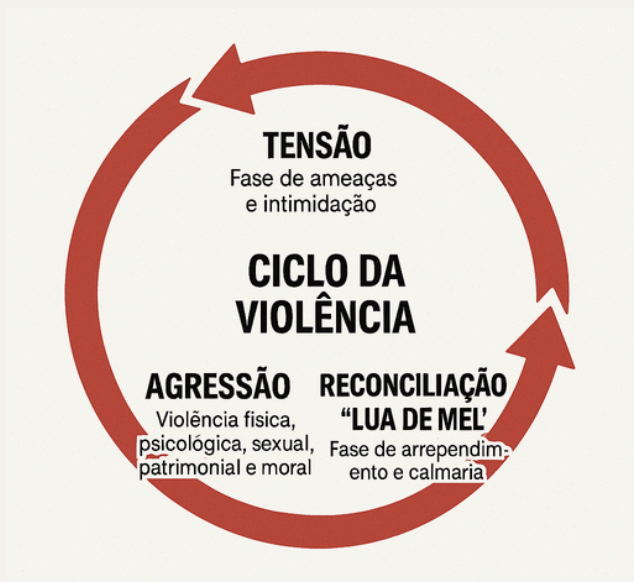 TENSÃO
Fase de ameaças
e intimidação
CICLO DA
VIOLÊNCIA
AGRESSÃO
Violência fisica,
psicológica, sexual,
patrimonial e moral
RECONCILIAÇÃO
“LUA DE MEL'
Fase de arrependim-
ento e calmaria